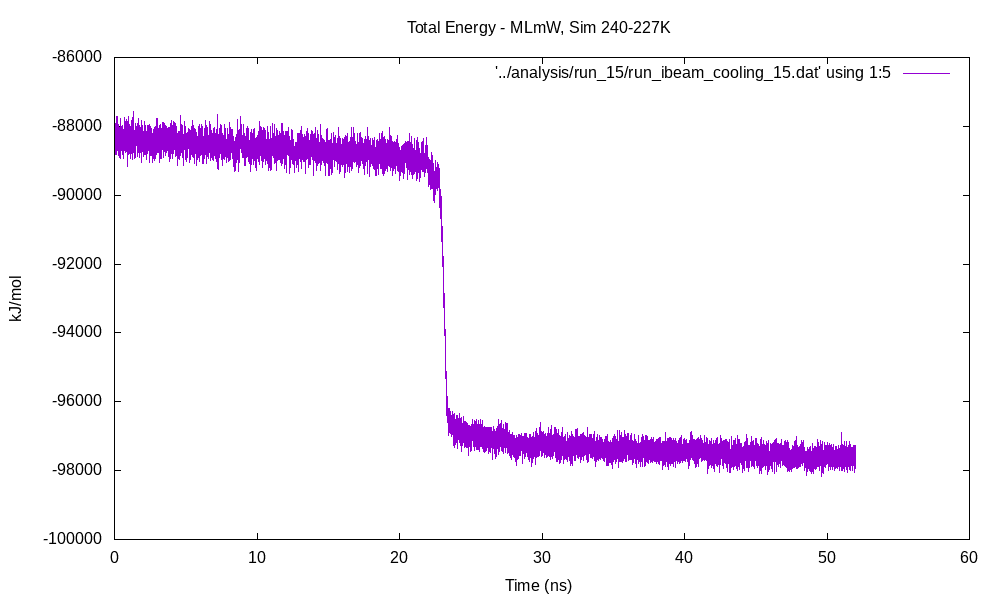 Total Energy - MLmW, Sim 240-227K
-86000
'../analysis/run_15/run_ibeam_cooling_15.dat' using 1:5
-88000
-90000
-92000
kJ/mol
-94000
-96000
-98000
-100000
0 10 20 30 40 50 60
Time (ns)